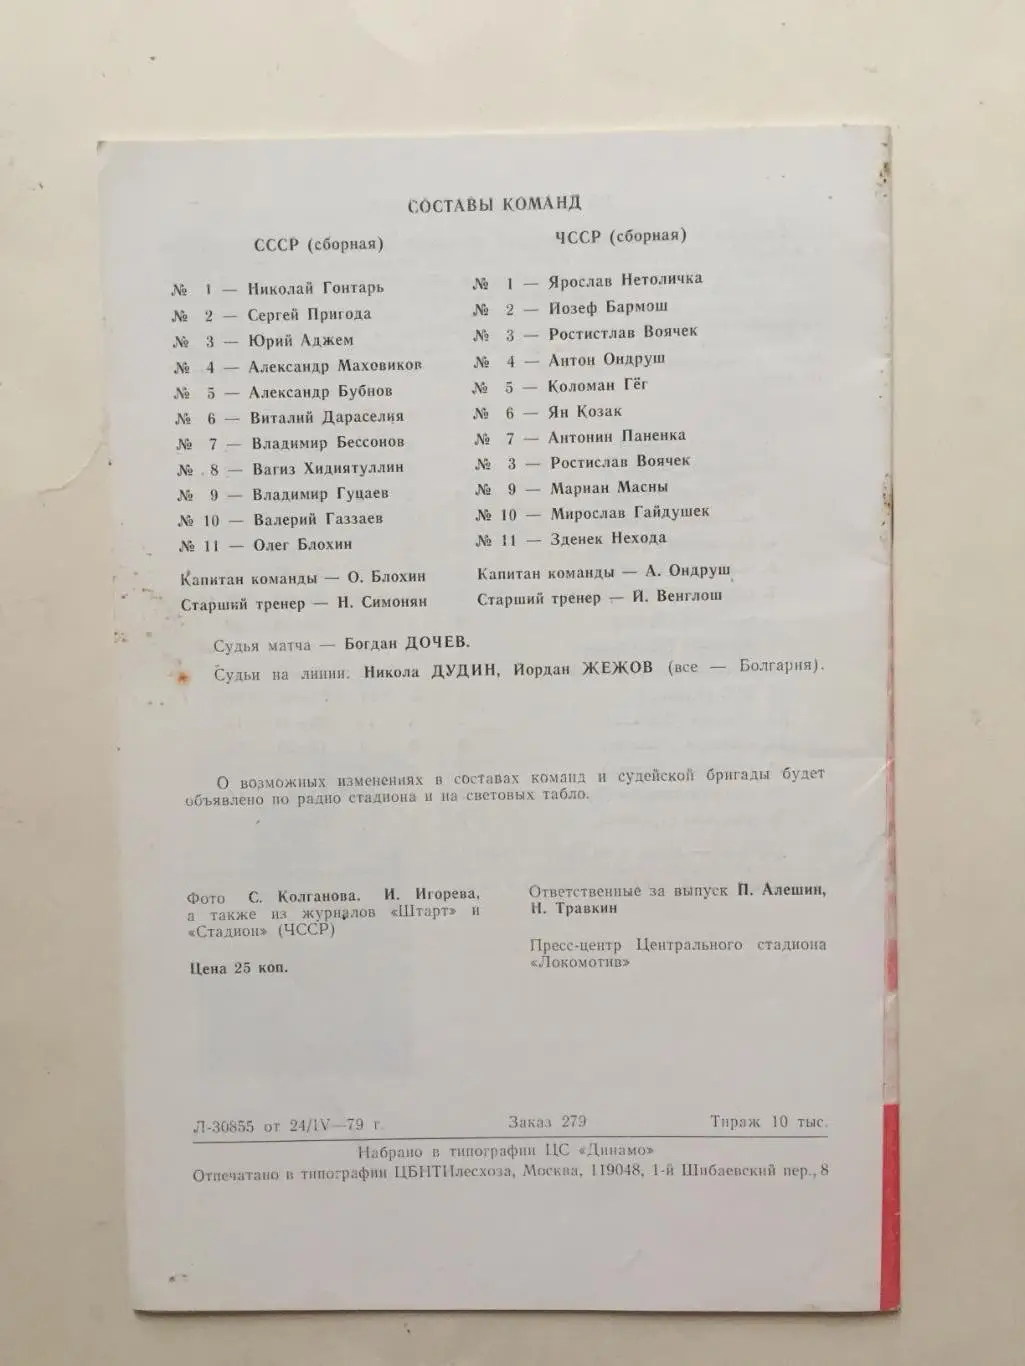 СОСТАВЫ КОМАНД
СССР (сборная)
№ 1 — Николай Гонтарь
№ 2 — Сергей Пригода
№ 3 — Юрий Аджем
№ 4 — Александр Маховиков
№ 5 — Александр Бубнов
№ 6 — Виталий Дараселия
№ 7 — Владимир Бессонов
№ 8 — Вагиз Хидиятуллин
№ 9 — Владимир Гуцаев
№ 10 — Валерий Газзаев
№ 11 — Олег Блохин
Капитан команды — О. Блохин
Старший тренер — Н. Симонян
ЧССР (сборная)
№ 1 — Ярослав Нетоличка
№ 2 — Йозеф Бармош
№ 3 — Ростистлав Воячек
№ 4 — Антон Ондруш
№ 5 — Коломан Гёг
№ 6 — Ян Козак
№ 7 — Антонин Паненка
№ 3 — Ростислав Воячек
№ 9 — Мариан Масны
№ 10 — Мирослав Гайдушек
№ 11 — Зденек Нехода
Капитан команды — А. Ондруш
Старший тренер — Й. Венглош
Судья матча — Богдан ДОЧЕВ.
Судьи на линии: Никола ДУДИН, Йордан ЖЕЖОВ (все — Болгария).
О возможных изменениях в составах команд и судейской бригады будет
объявлено по радио стадиона и на световых табло.
Фото С. Колганова, И. Игорева,
а также из журналов «Штарт» и
«Стадион» (ЧССР)
Цена 25 коп.
Ответственные за выпуск П. Алешин,
Н. Травкин
Пресс-центр Центрального стадиона
«Локомотив»
Л-30855 от 24/IV—79 г. Заказ 279 Тираж 10 тыс.
Набрано в типографии ЦС «Динамо»
Отпечатано в типографии ЦБНТИлесхоза, Москва, 119048, 1-й Шибаевский пер., 8